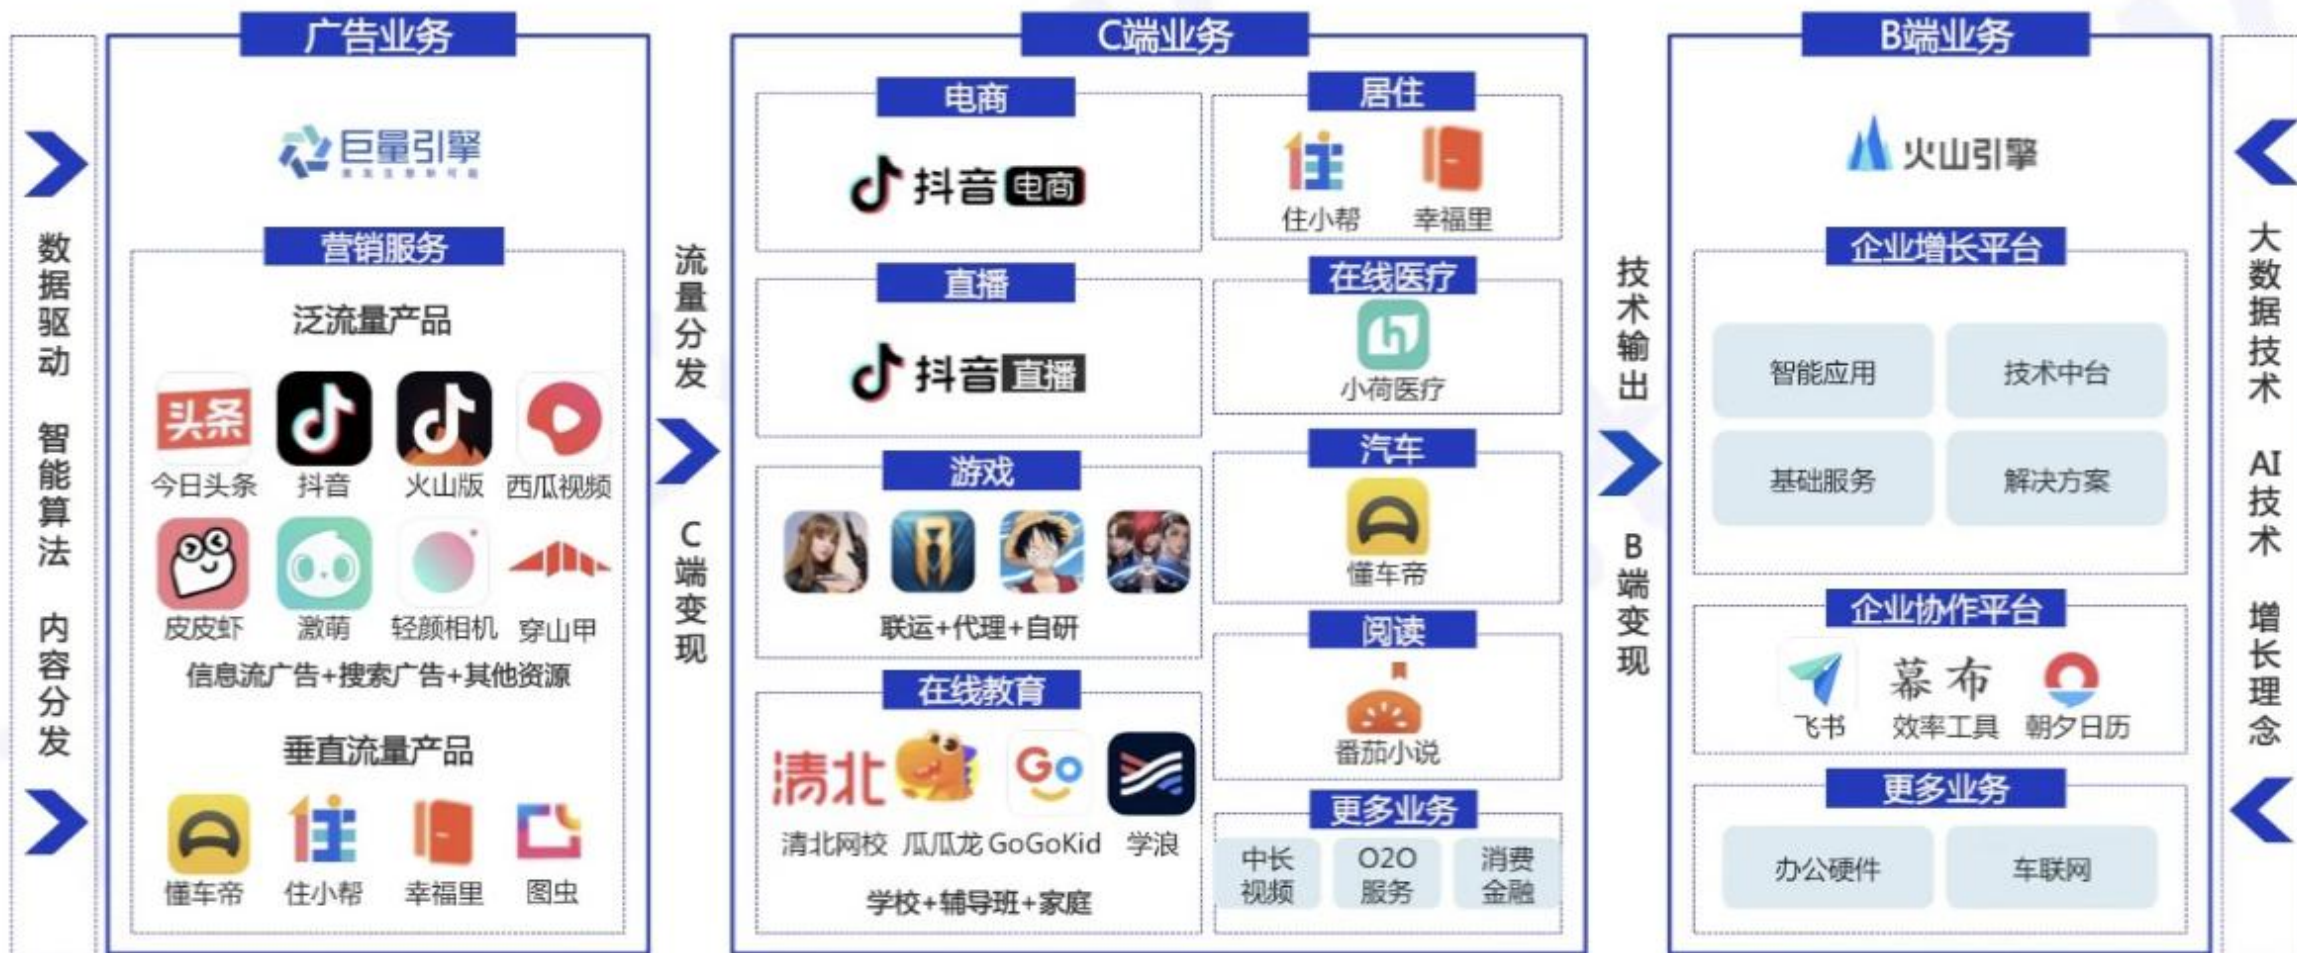 数据驱动 智能算法 内容分发
广告业务
巨量引擎
营销服务
泛流量产品
头条
今日头条 抖音 火山版 西瓜视频
皮皮虾 激萌 轻颜相机 穿山甲
信息流广告+搜索广告+其他资源
垂直流量产品
住
懂车帝 住小帮 幸福里 图虫
流量分发
C端变现
C端业务
电商
抖音 电商
直播
抖音 直播
游戏
联运+代理+自研
在线教育
清北 Go
清北网校 瓜瓜龙 GoGoKid 学浪
学校+辅导班+家庭
居住
住
住小帮 幸福里
在线医疗
h
小荷医疗
汽车
懂车帝
阅读
番茄小说
更多业务
中长视频 O2O服务 消费金融
技术输出
B端变现
B端业务
火山引擎
企业增长平台
智能应用 技术中台
基础服务 解决方案
企业协作平台
幕布
飞书 效率工具 朝夕日历
更多业务
办公硬件 车联网
大数据技术 AI技术 增长理念